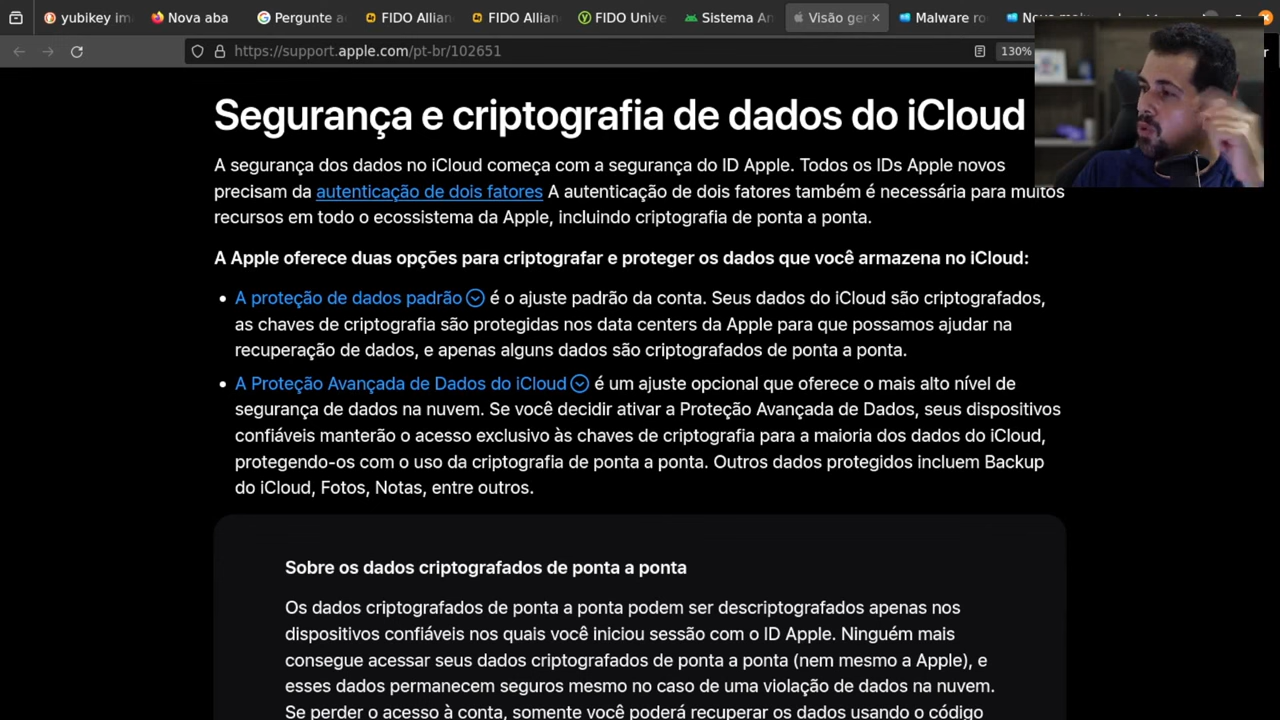 yubikey im
Nova aba
Pergunte a
FIDO Allian
FIDO Allian
FIDO Unive
Sistema An
Visão ger
Malware ro
https://support.apple.com/pt-br/102651
130%
Segurança e criptografia de dados do iCloud
A segurança dos dados no iCloud começa com a segurança do ID Apple. Todos os IDs Apple novos
precisam da autenticação de dois fatores A autenticação de dois fatores também é necessária para muitos
recursos em todo o ecossistema da Apple, incluindo criptografia de ponta a ponta.
A Apple oferece duas opções para criptografar e proteger os dados que você armazena no iCloud:
A proteção de dados padrão é o ajuste padrão da conta. Seus dados do iCloud são criptografados,
as chaves de criptografia são protegidas nos data centers da Apple para que possamos ajudar na
recuperação de dados, e apenas alguns dados são criptografados de ponta a ponta.
A Proteção Avançada de Dados do iCloud é um ajuste opcional que oferece o mais alto nível de
segurança de dados na nuvem. Se você decidir ativar a Proteção Avançada de Dados, seus dispositivos
confiáveis manterão o acesso exclusivo às chaves de criptografia para a maioria dos dados do iCloud,
protegendo-os com o uso da criptografia de ponta a ponta. Outros dados protegidos incluem Backup
do iCloud, Fotos, Notas, entre outros.
Sobre os dados criptografados de ponta a ponta
Os dados criptografados de ponta a ponta podem ser descriptografados apenas nos
dispositivos confiáveis nos quais você iniciou sessão com o ID Apple. Ninguém mais
consegue acessar seus dados criptografados de ponta a ponta (nem mesmo a Apple), e
esses dados permanecem seguros mesmo no caso de uma violação de dados na nuvem.
Se perder o acesso à conta, somente você poderá recuperar os dados usando o código